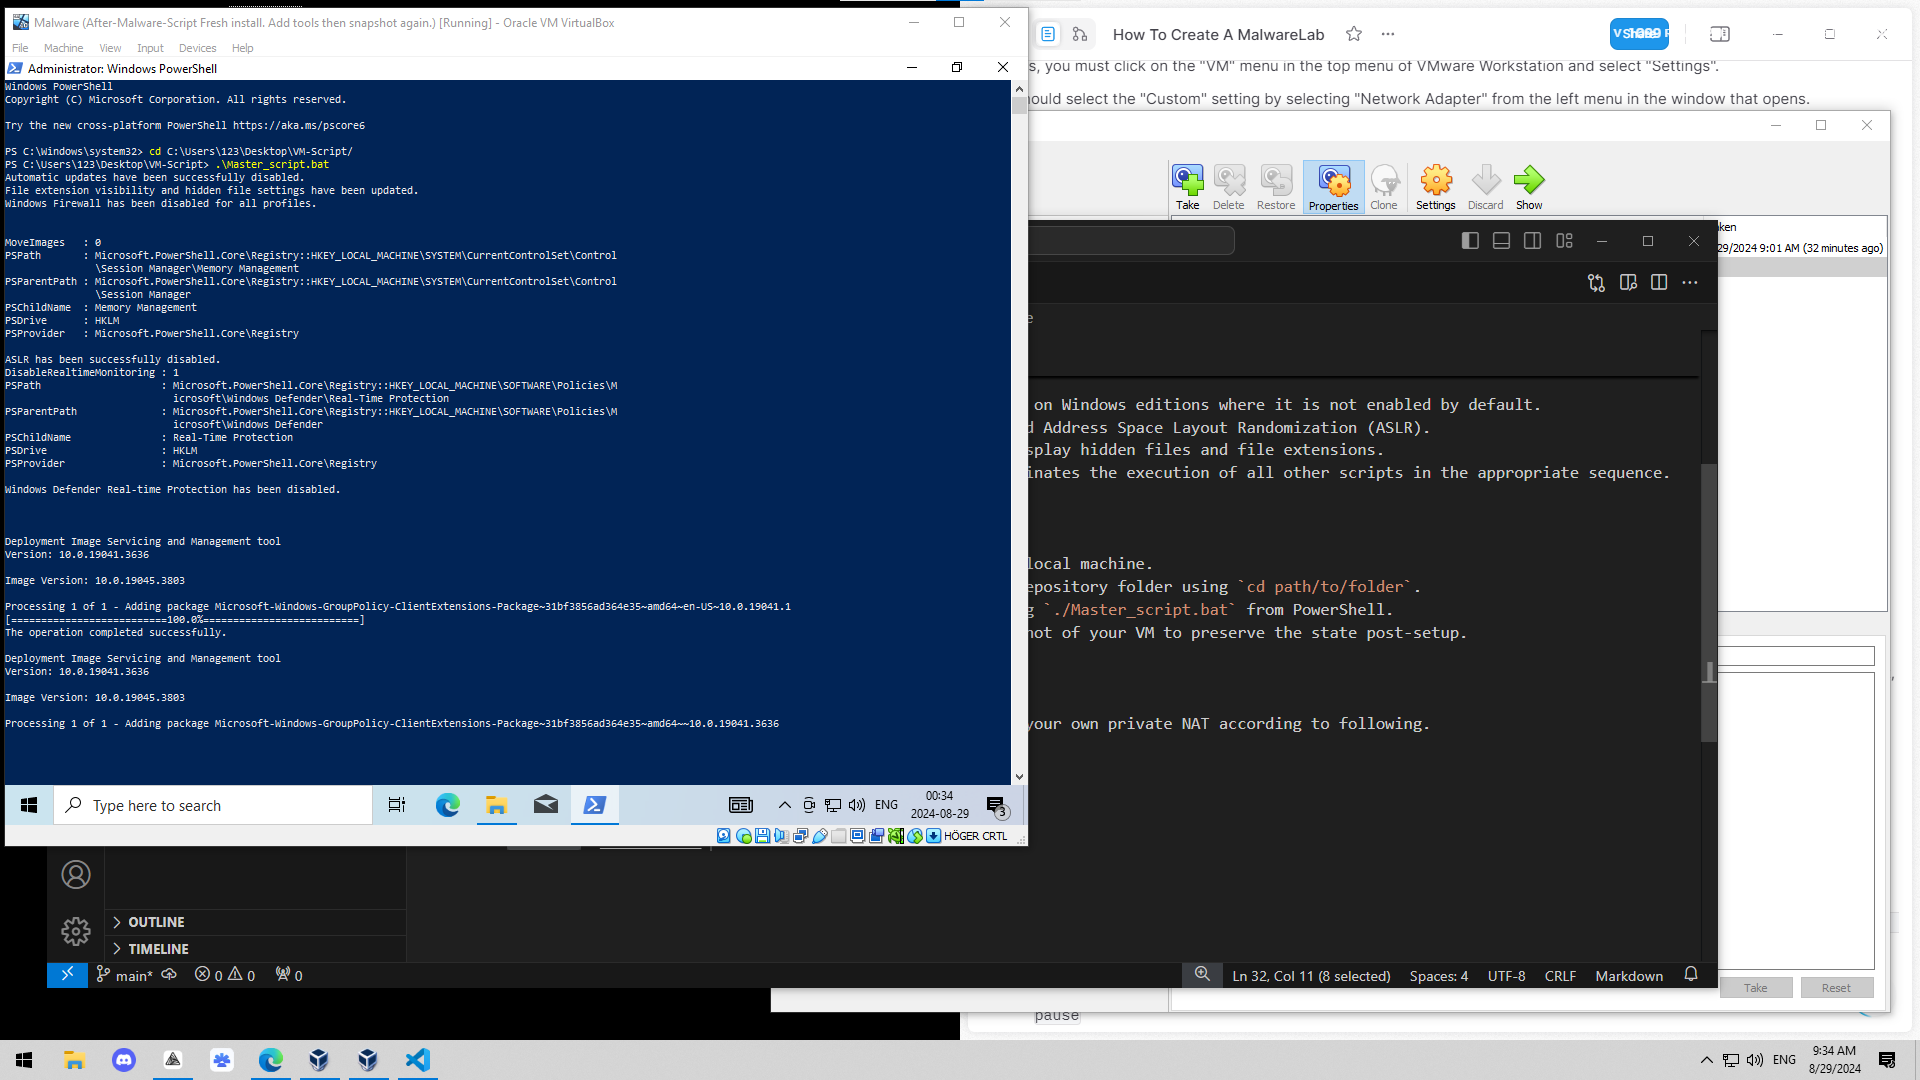 Malware (After-Malware-Script Fresh install. Add tools then snapshot again.) [Running] - Oracle VM VirtualBox
File Machine View Input Devices Help
Administrator: Windows PowerShell
Windows PowerShell
Copyright (C) Microsoft Corporation. All rights reserved.
Try the new cross-platform PowerShell https://aka.ms/pscore6
PS C:\Windows\system32> cd C:\Users\123\Desktop\VM-Script/
PS C:\Users\123\Desktop\VM-Script> .\Master_script.bat
Automatic updates have been successfully disabled.
File extension visibility and hidden file settings have been updated.
Windows Firewall has been disabled for all profiles.
MoveImages : 0
PSPath : Microsoft.PowerShell.Core\Registry::HKEY_LOCAL_MACHINE\SYSTEM\CurrentControlSet\Control
\Session Manager\Memory Management
PSParentPath : Microsoft.PowerShell.Core\Registry::HKEY_LOCAL_MACHINE\SYSTEM\CurrentControlSet\Control
\Session Manager
PSChildName : Memory Management
PSDrive : HKLM
PSProvider : Microsoft.PowerShell.Core\Registry
ASLR has been successfully disabled.
DisableRealtimeMonitoring : 1
PSPath : Microsoft.PowerShell.Core\Registry::HKEY_LOCAL_MACHINE\SOFTWARE\Policies\M
icrosoft\Windows Defender\Real-Time Protection
PSParentPath : Microsoft.PowerShell.Core\Registry::HKEY_LOCAL_MACHINE\SOFTWARE\Policies\M
icrosoft\Windows Defender
PSChildName : Real-Time Protection
PSDrive : HKLM
PSProvider : Microsoft.PowerShell.Core\Registry
Windows Defender Real-time Protection has been disabled.
Deployment Image Servicing and Management tool
Version: 10.0.19041.3636
Image Version: 10.0.19045.3803
Processing 1 of 1 - Adding package Microsoft-Windows-GroupPolicy-ClientExtensions-Package~31bf3856ad364e35~amd64~en-US~10.0.19041.1
[==========================100.0%==========================]
The operation completed successfully.
Deployment Image Servicing and Management tool
Version: 10.0.19041.3636
Image Version: 10.0.19045.3803
Processing 1 of 1 - Adding package Microsoft-Windows-GroupPolicy-ClientExtensions-Package~31bf3856ad364e35~amd64~~10.0.19041.3636
Type here to search
ENG
00:34
2024-08-29
3
HÖGER CRTL
How To Create A MalwareLab
s, you must click on the "VM" menu in the top menu of VMware Workstation and select "Settings".
ould select the "Custom" setting by selecting "Network Adapter" from the left menu in the window that opens.
Take Delete Restore Properties Clone Settings Discard Show
ken
29/2024 9:01 AM (32 minutes ago)
e
on Windows editions where it is not enabled by default.
d Address Space Layout Randomization (ASLR).
splay hidden files and file extensions.
inates the execution of all other scripts in the appropriate sequence.
local machine.
epository folder using `cd path/to/folder`.
g `./Master_script.bat` from PowerShell.
hot of your VM to preserve the state post-setup.
your own private NAT according to following.
OUTLINE
TIMELINE
main* 0 0 0
Ln 32, Col 11 (8 selected) Spaces: 4 UTF-8 CRLF Markdown
Take Reset
pause
ENG
9:34 AM
8/29/2024